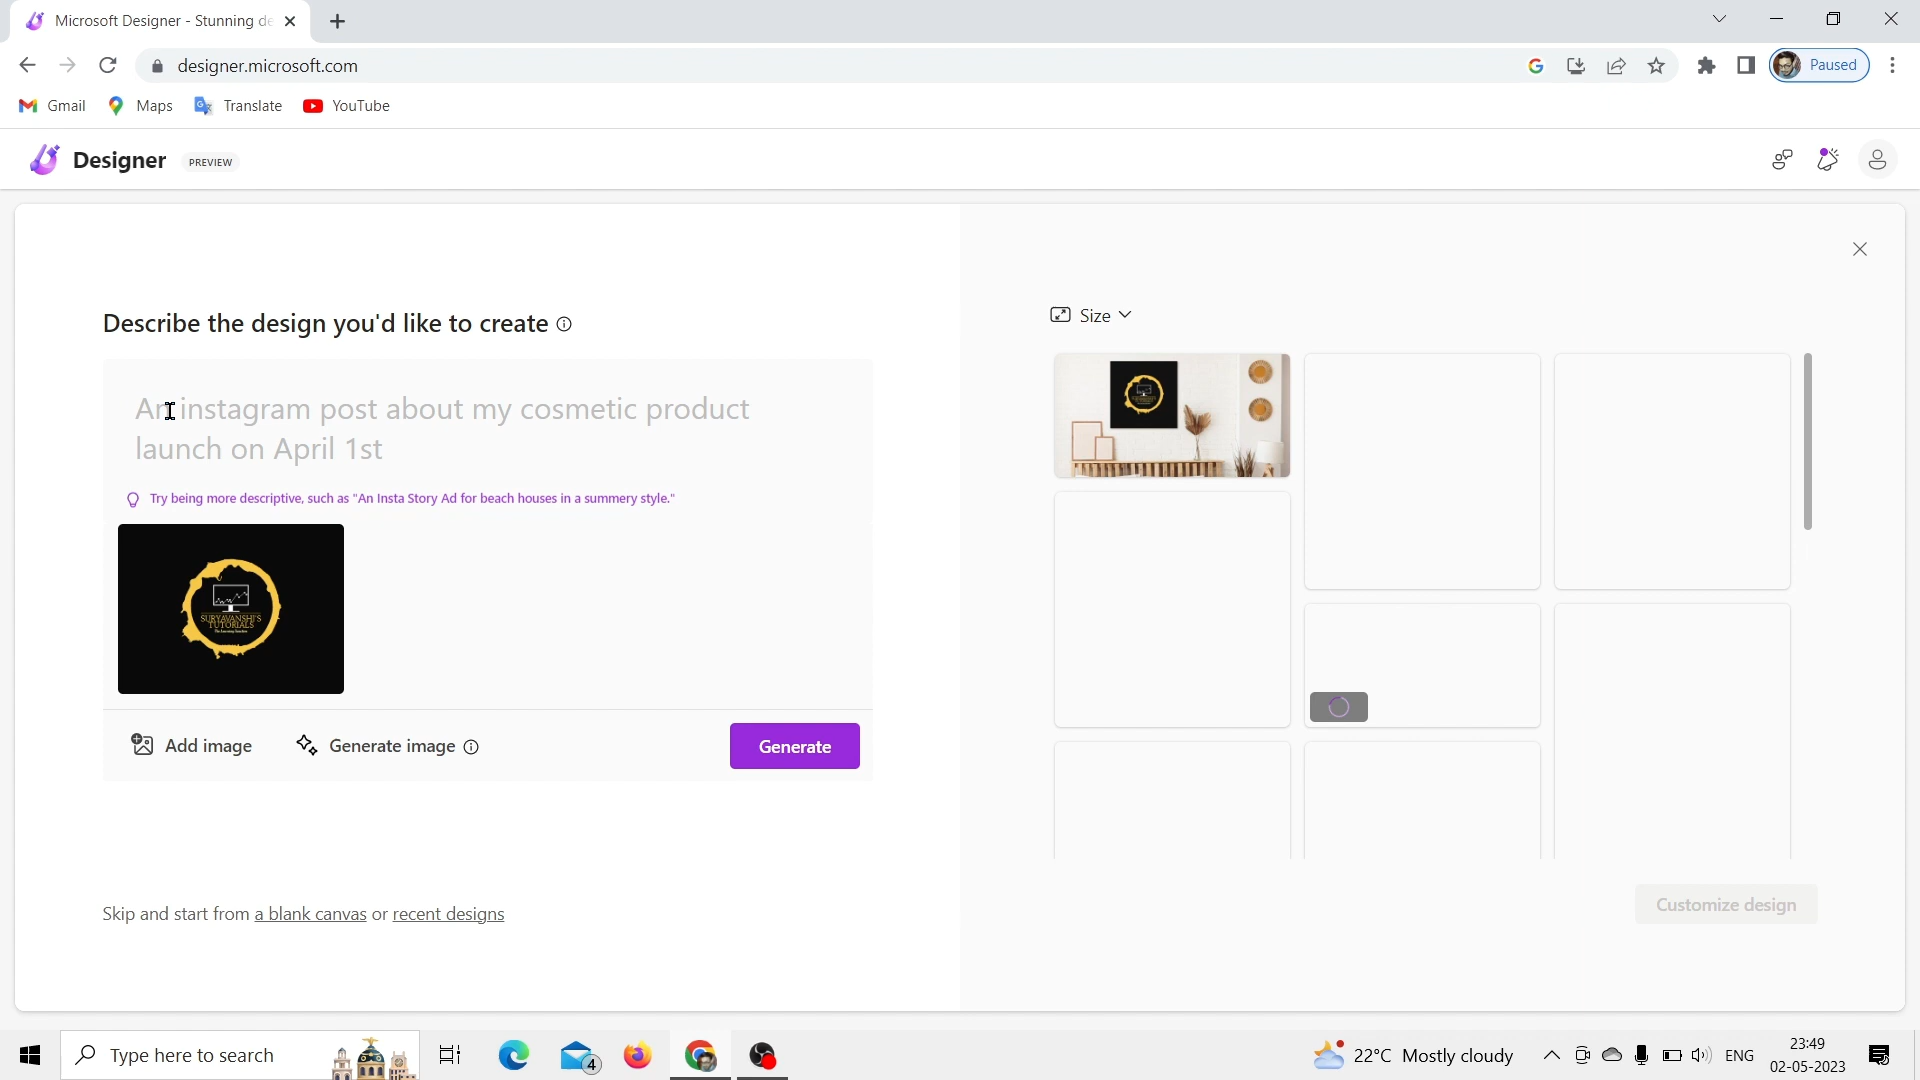 Microsoft Designer - Stunning de
designer.microsoft.com
Paused
Gmail
Maps
Translate
YouTube
Designer
PREVIEW
Describe the design you'd like to create
An instagram post about my cosmetic product
launch on April 1st
Try being more descriptive, such as "An Insta Story Ad for beach houses in a summery style."
SURYAVANSHI'S
TUTORIALS
Add image
Generate image
Generate
Skip and start from a blank canvas or recent designs
Size
Customize design
Type here to search
4
22°C Mostly cloudy
ENG
23:49
02-05-2023